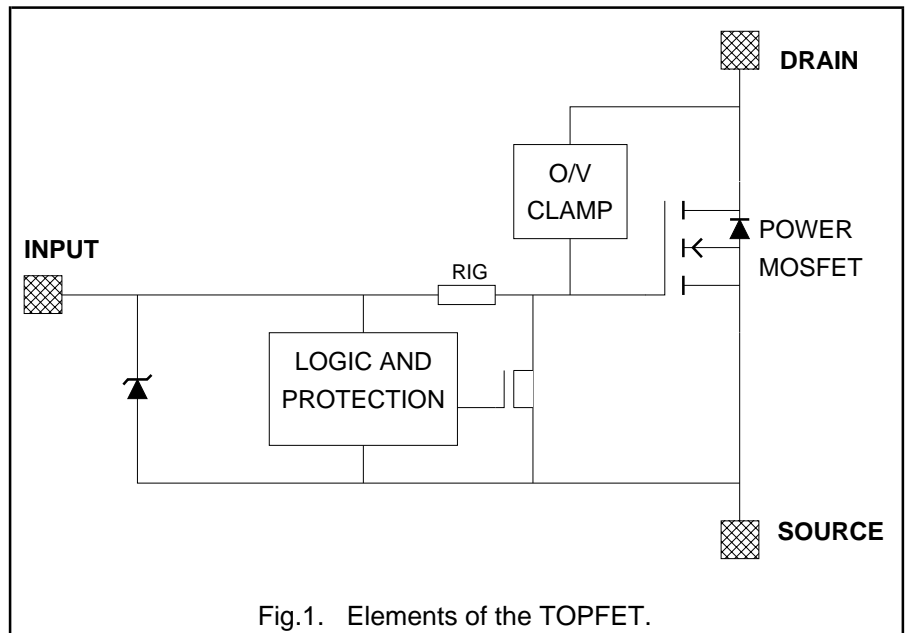 DRAIN
O/V
CLAMP
POWER
MOSFET
INPUT
RIG
LOGIC AND
PROTECTION
SOURCE
Fig.1. Elements of the TOPFET.